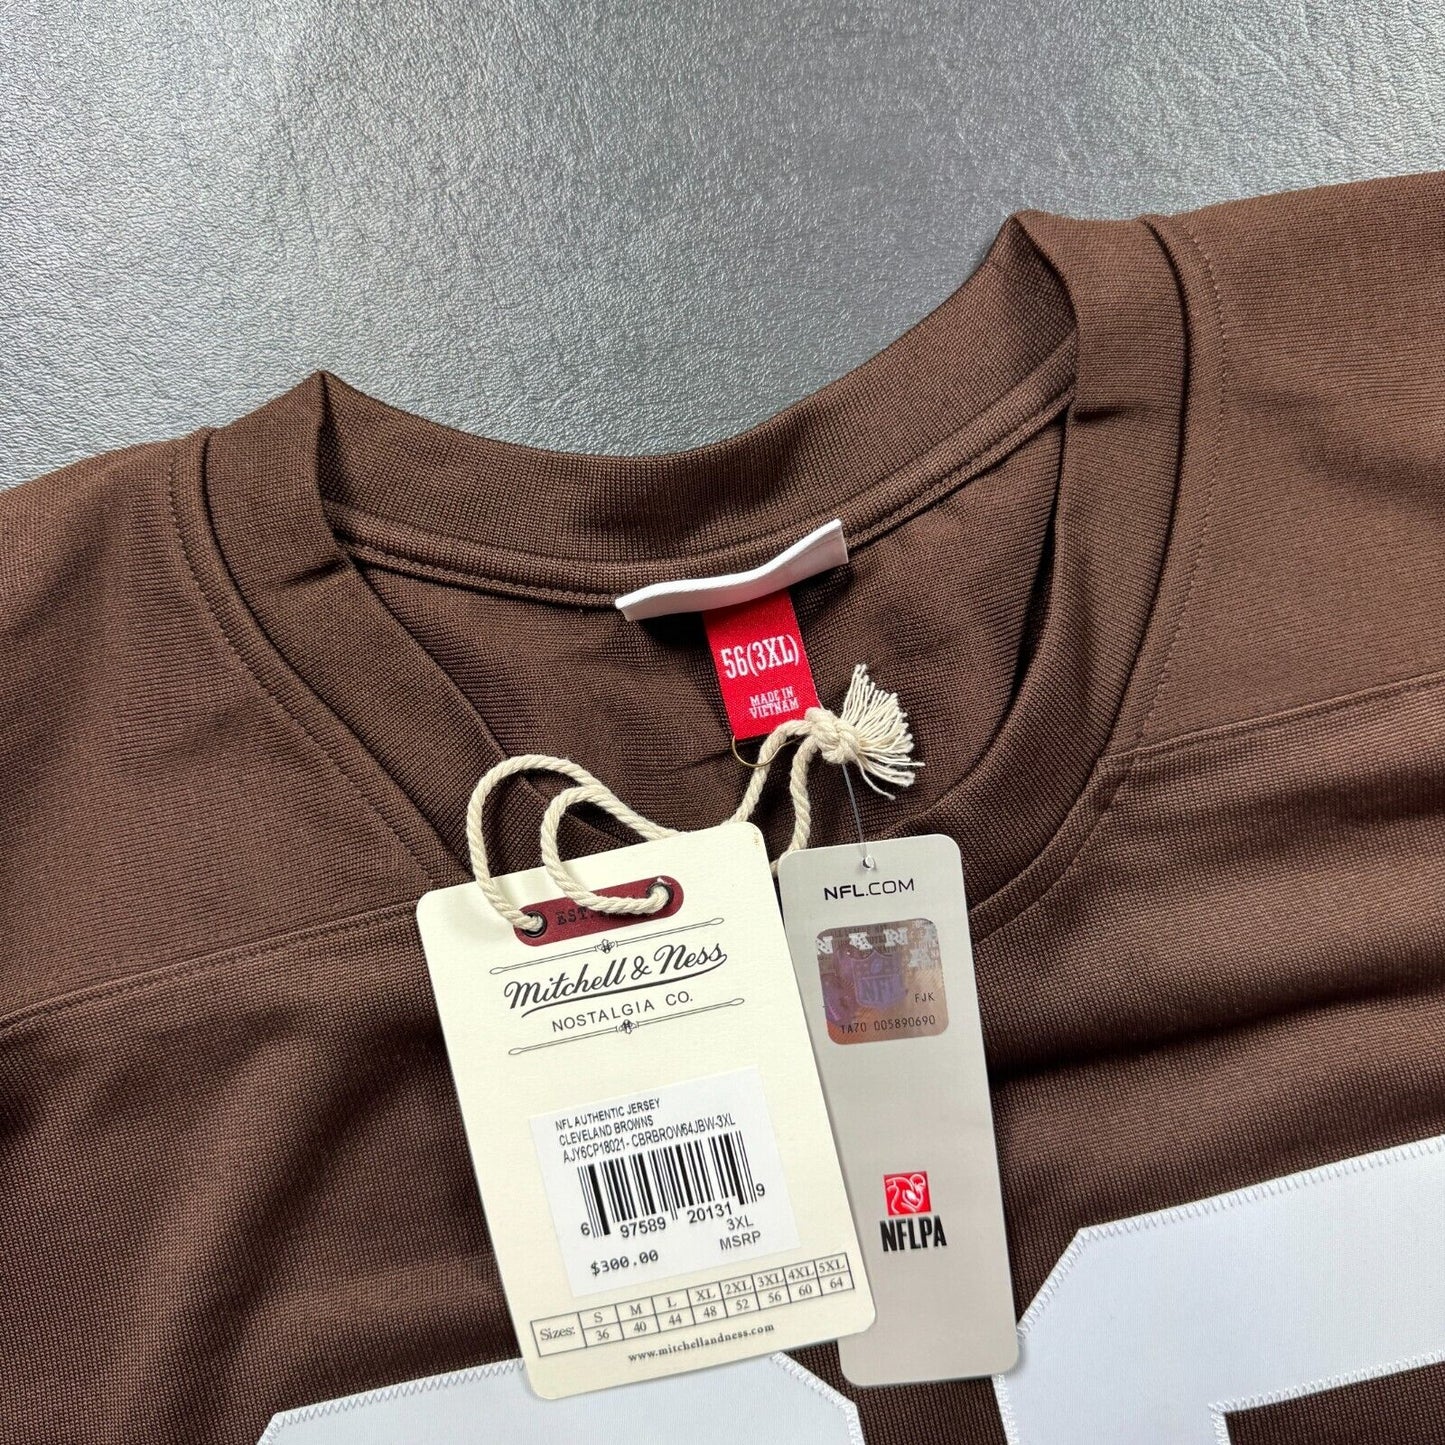 56(3XL)
MADE IN
VIETNAM
EST.
Mitchell & Ness
NOSTALGIA CO.
NFL AUTHENTIC JERSEY
CLEVELAND BROWNS
AJY6CP18021- CBRBROW64JBW-3XL
6 97589 20131 9
3XL
$300.00 MSRP
Sizes: S M L XL 2XL 3XL 4XL 5XL
36 40 44 48 52 56 60 64
www.mitchellandness.com
NFL.COM
NFL
FJK
TA70 005890690
NFLPA